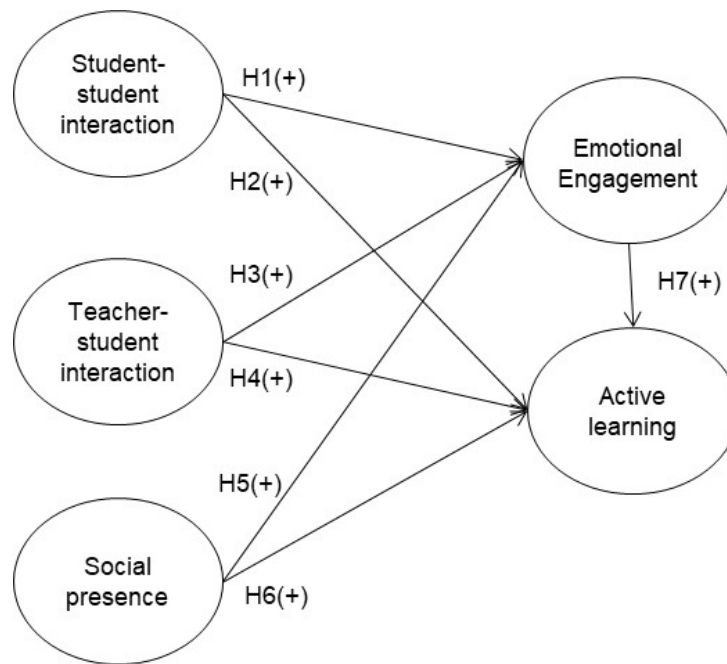 Student-
student
interaction
H1(+)
H2(+)
Emotional
Engagement
H3(+)
Teacher-
student
interaction
H4(+)
H7(+)
Active
learning
H5(+)
Social
presence
H6(+)